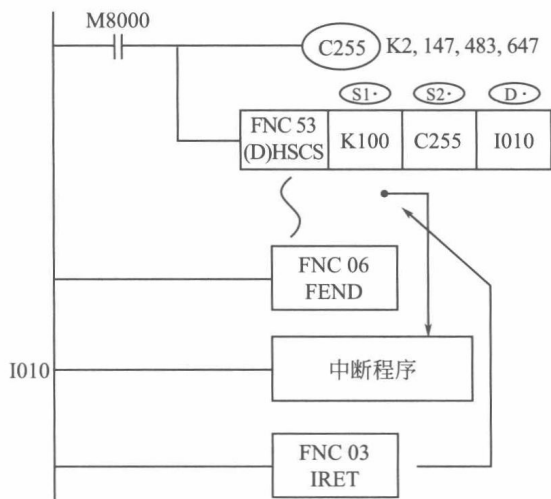 M8000
C255 K2, 147, 483, 647
S1· S2· D·
FNC 53
(D)HSCS K100 C255 I010
FNC 06
FEND
I010 中断程序
FNC 03
IRET